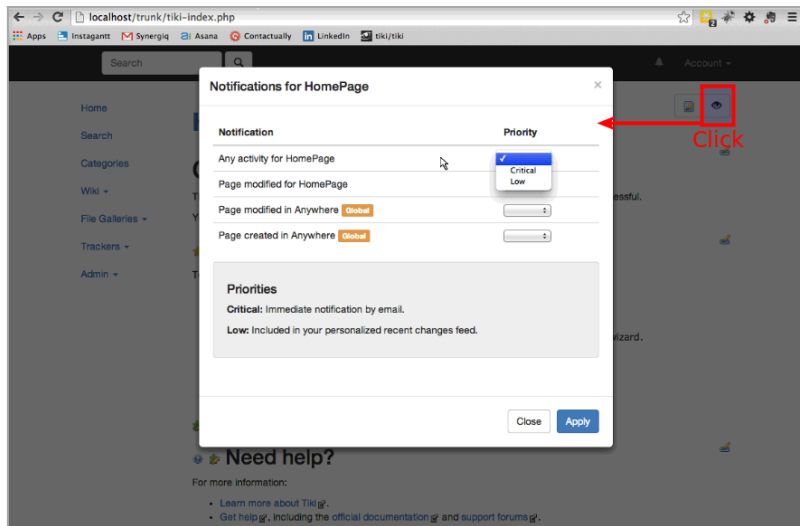 localhost/trunk/tiki-index.php
Apps Instagantt Synergiq Asana Contactually LinkedIn tiki/tiki
Search Account
Notifications for HomePage ×
Click
Home
Search
Categories
Wiki
File Galleries
Trackers
Admin
Notification Priority
Any activity for HomePage
Critical
Low
Page modified for HomePage
Page modified in Anywhere Global
Page created in Anywhere Global
essful.
Priorities
Critical: Immediate notification by email.
Low: Included in your personalized recent changes feed.
wizard.
Close Apply
Need help?
For more information:
• Learn more about Tiki.
• Get help, including the official documentation and support forums.